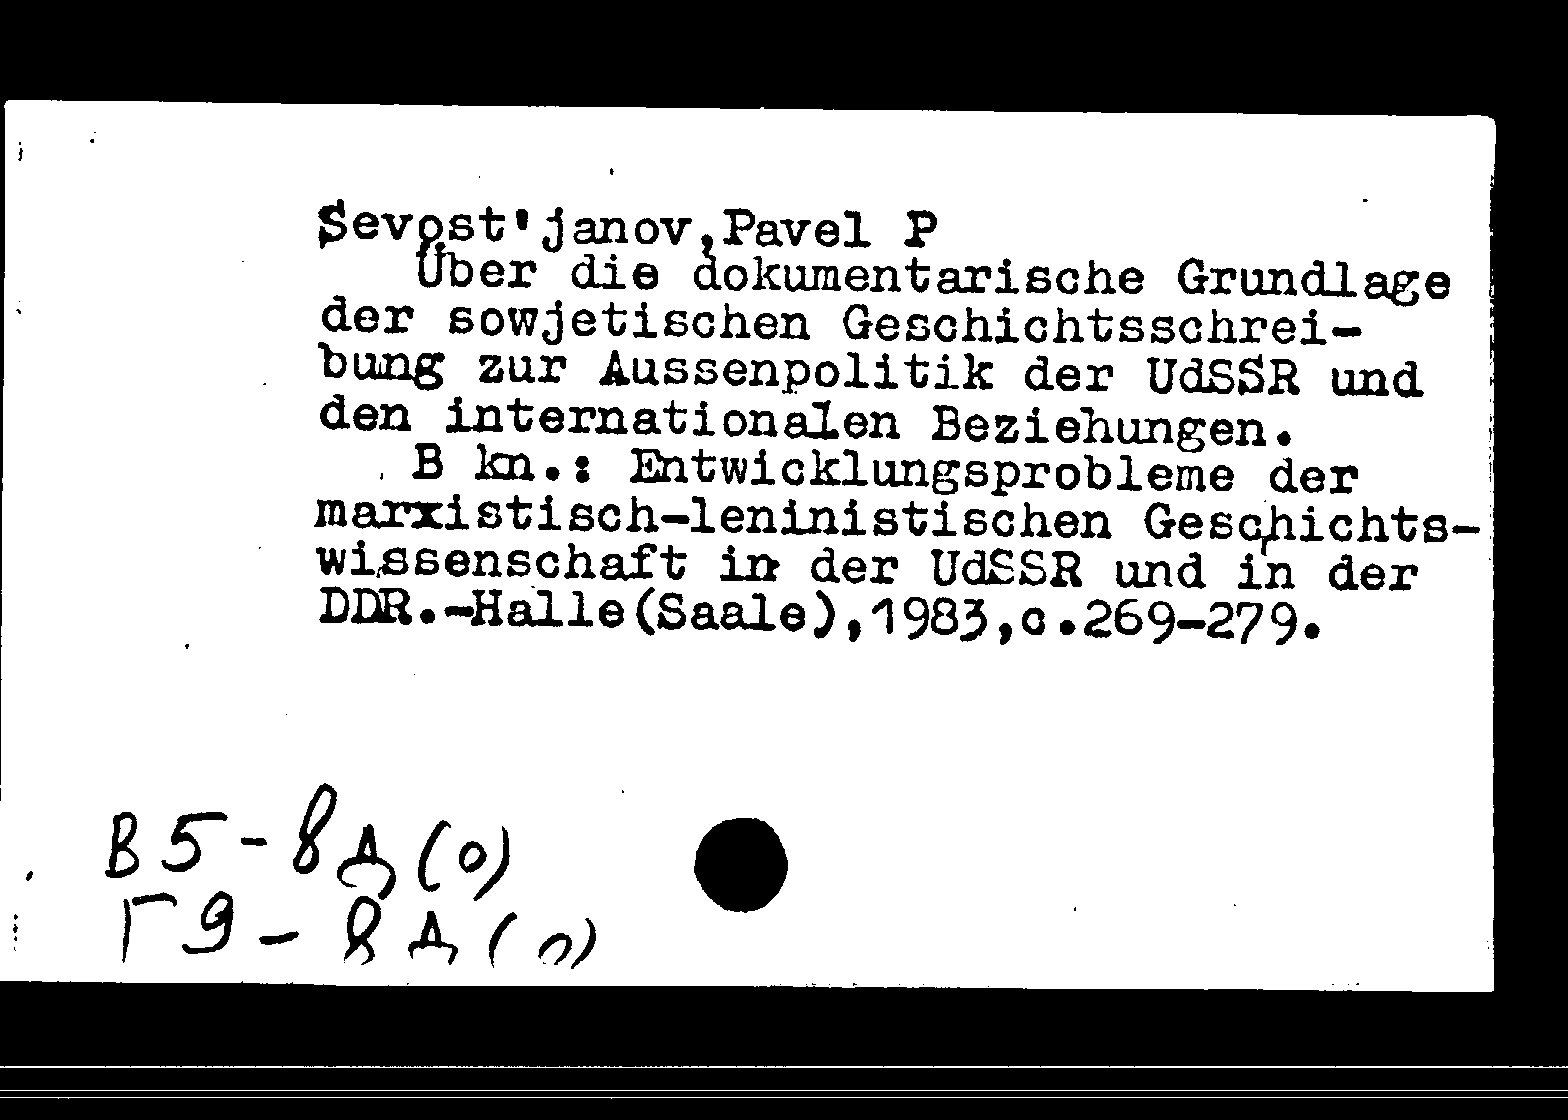 Sevost'janov,Pavel P
Über die dokumentarische Grundlage
der sowjetischen Geschichtsschrei-
bung zur Aussenpolitik der UdSSR und
den internationalen Beziehungen.
В kn.: Entwicklungsprobleme der
marxistisch-leninistischen Geschichts-
wissenschaft in der UdSSR und in der
DDR.-Halle(Saale),1983,с.269-279.
В5-8д(0)
Г9-8д(0)